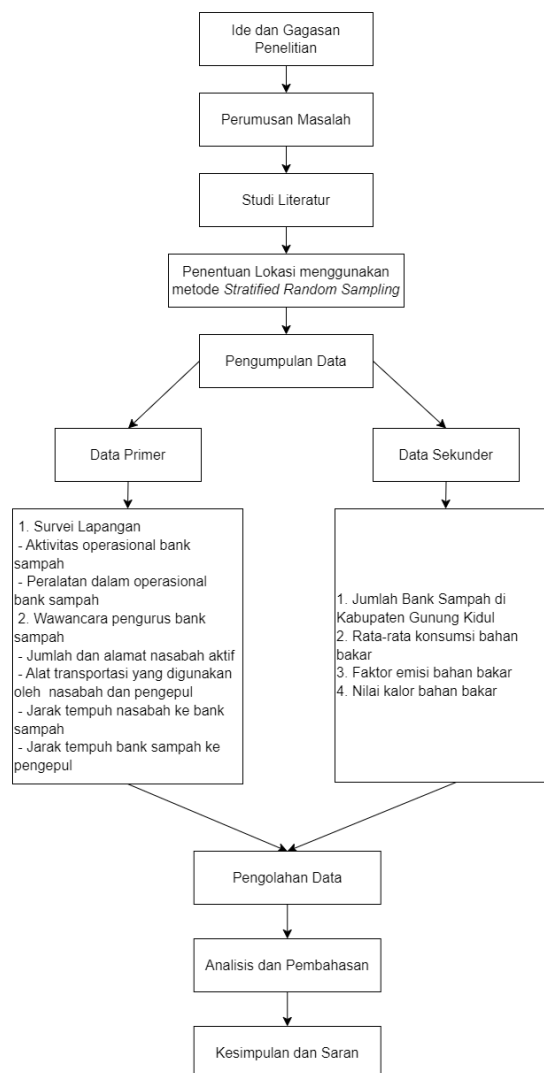 Ide dan Gagasan
Penelitian
Perumusan Masalah
Studi Literatur
Penentuan Lokasi menggunakan
metode Stratified Random Sampling
Pengumpulan Data
Data Primer
Data Sekunder
1. Survei Lapangan
- Aktivitas operasional bank
sampah
- Peralatan dalam operasional
bank sampah
2. Wawancara pengurus bank
sampah
- Jumlah dan alamat nasabah aktif
- Alat transportasi yang digunakan
oleh nasabah dan pengepul
- Jarak tempuh nasabah ke bank
sampah
- Jarak tempuh bank sampah ke
pengepul
1. Jumlah Bank Sampah di
Kabupaten Gunung Kidul
2. Rata-rata konsumsi bahan
bakar
3. Faktor emisi bahan bakar
4. Nilai kalor bahan bakar
Pengolahan Data
Analisis dan Pembahasan
Kesimpulan dan Saran